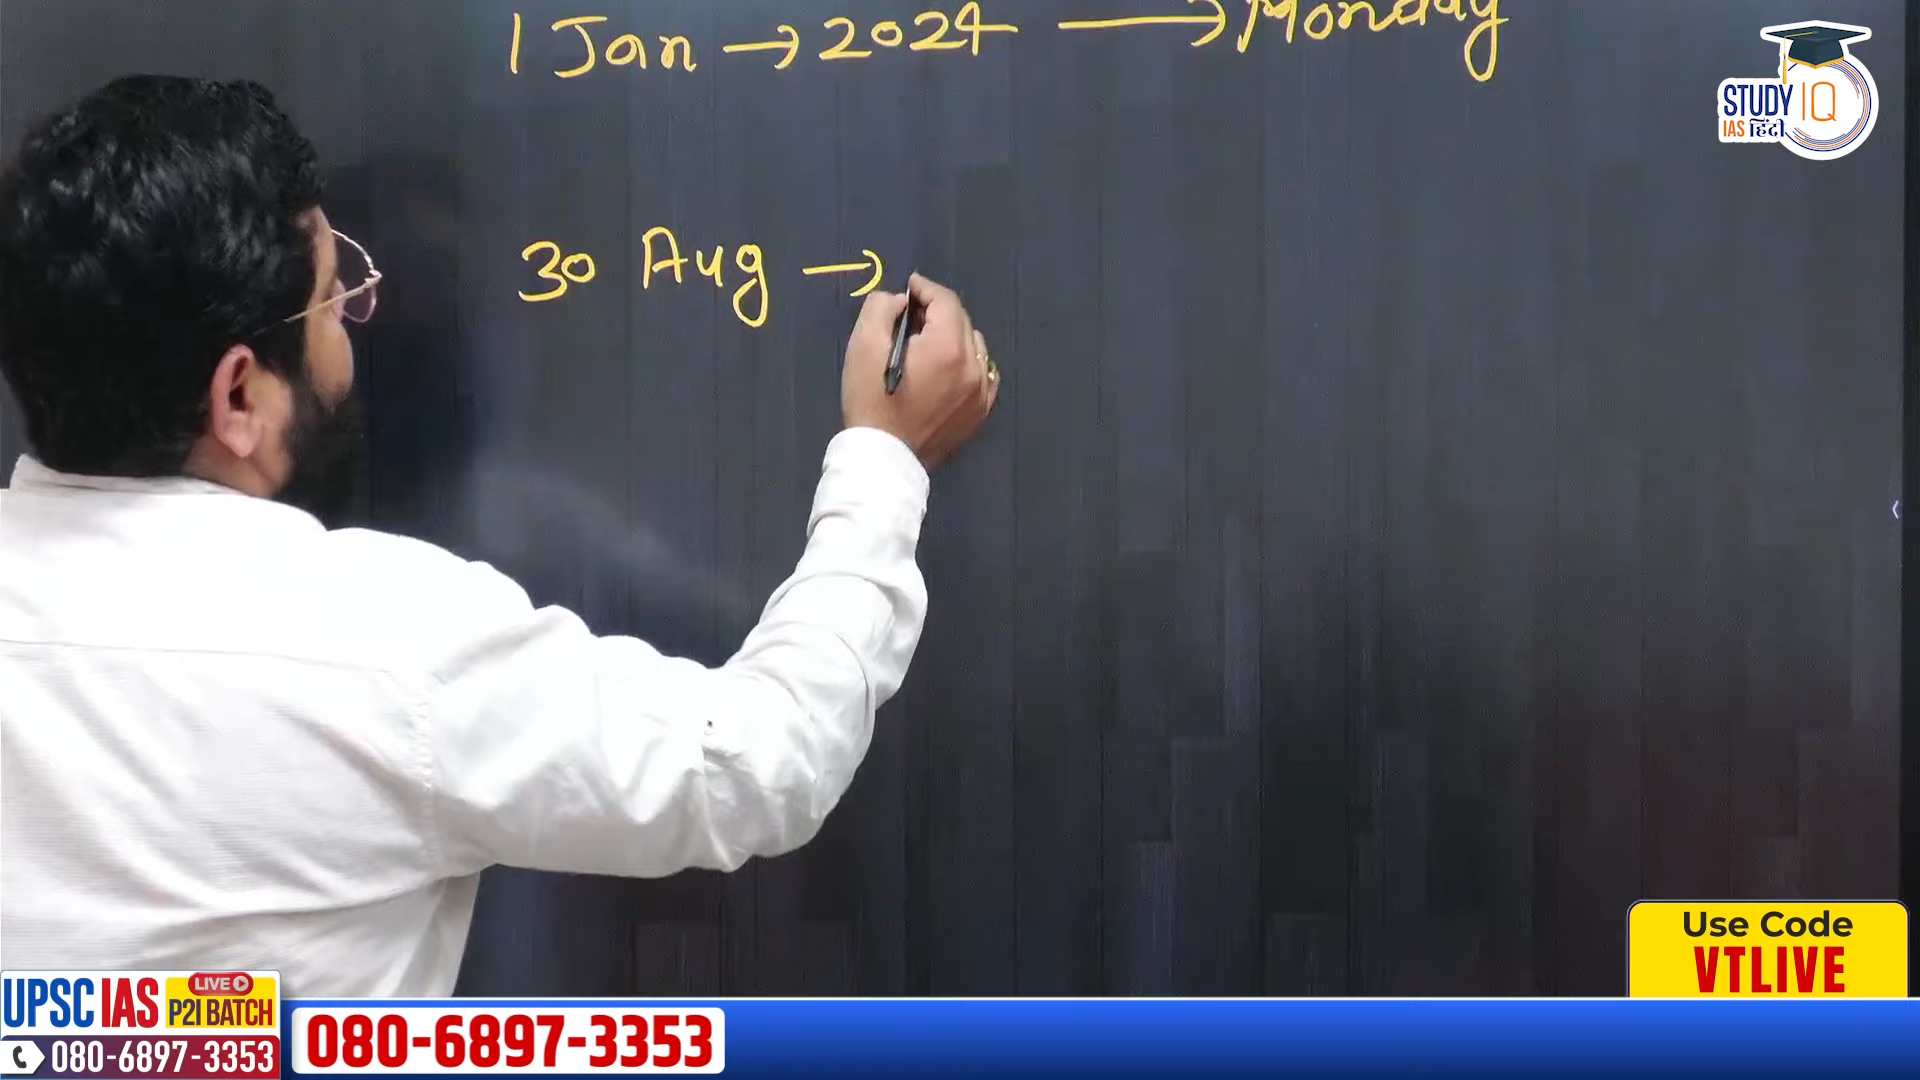 1 Jan → 2024 → Monday
STUDY IQ
IAS हिंदी
30 Aug →
Use Code
VTLIVE
UPSC IAS LIVE P2I BATCH
080-6897-3353
080-6897-3353